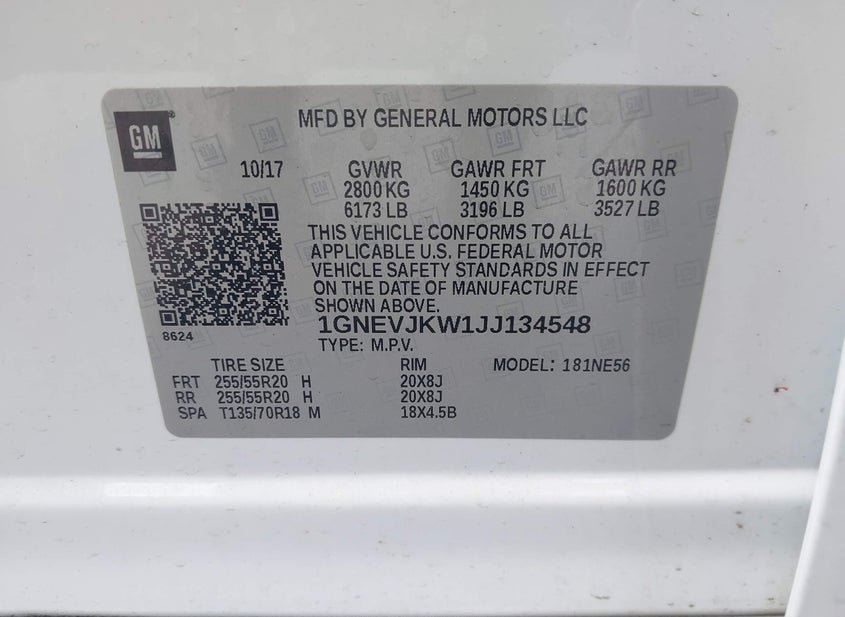 GM
MFD BY GENERAL MOTORS LLC
10/17 GVWR GAWR FRT GAWR RR
2800 KG 1450 KG 1600 KG
6173 LB 3196 LB 3527 LB
THIS VEHICLE CONFORMS TO ALL
APPLICABLE U.S. FEDERAL MOTOR
VEHICLE SAFETY STANDARDS IN EFFECT
ON THE DATE OF MANUFACTURE
SHOWN ABOVE.
8624
1GNEVJKW1JJ134548
TYPE: M.P.V.
TIRE SIZE RIM MODEL: 181NE56
FRT 255/55R20 H 20X8J
RR 255/55R20 H 20X8J
SPA T135/70R18 M 18X4.5B